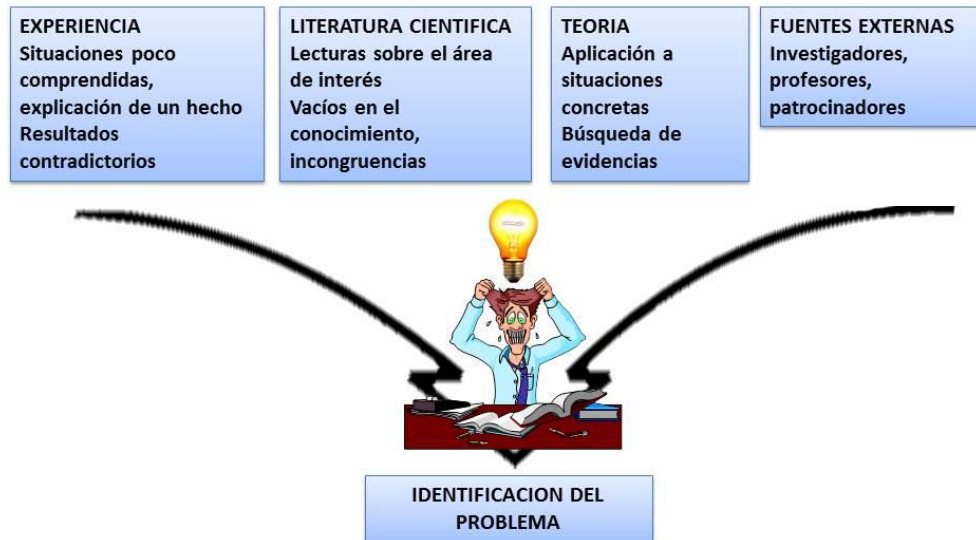 EXPERIENCIA
Situaciones poco
comprendidas,
explicación de un hecho
Resultados
contradictorios
LITERATURA CIENTIFICA
Lecturas sobre el área
de interés
Vacíos en el
conocimiento,
incongruencias
TEORIA
Aplicación a
situaciones
concretas
Búsqueda de
evidencias
FUENTES EXTERNAS
Investigadores,
profesores,
patrocinadores
IDENTIFICACION DEL
PROBLEMA